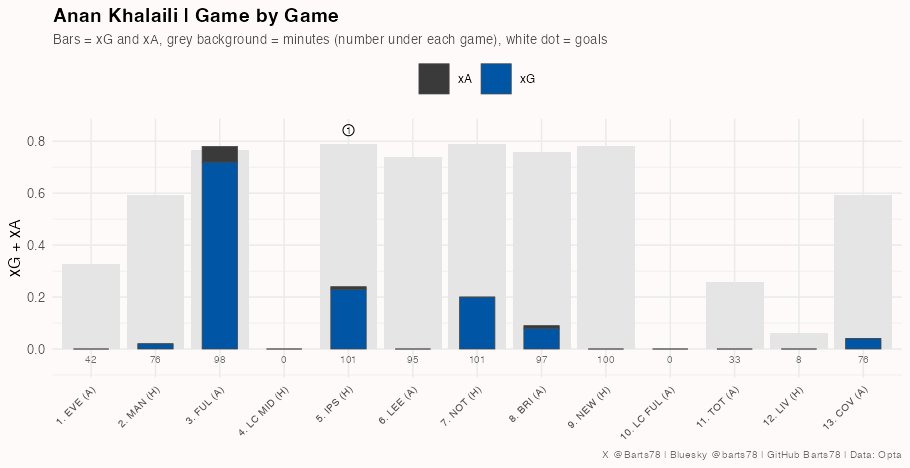 Anan Khalaili | Game by Game
Bars = xG and xA, grey background = minutes (number under each game), white dot = goals
xA xG
xG + xA
0.8
0.6
0.4
0.2
0.0
1
42 76 98 0 101 95 101 97 100 0 33 8 76
1. EVE (A)
2. MAN (H)
3. FUL (A)
4. LC MID (H)
5. IPS (H)
6. LEE (A)
7. NOT (H)
8. BRI (A)
9. NEW (H)
10. LC FUL (A)
11. TOT (A)
12. LIV (H)
13. COV (A)
X @Barts78 | Bluesky @barts78 | GitHub Barts78 | Data: Opta